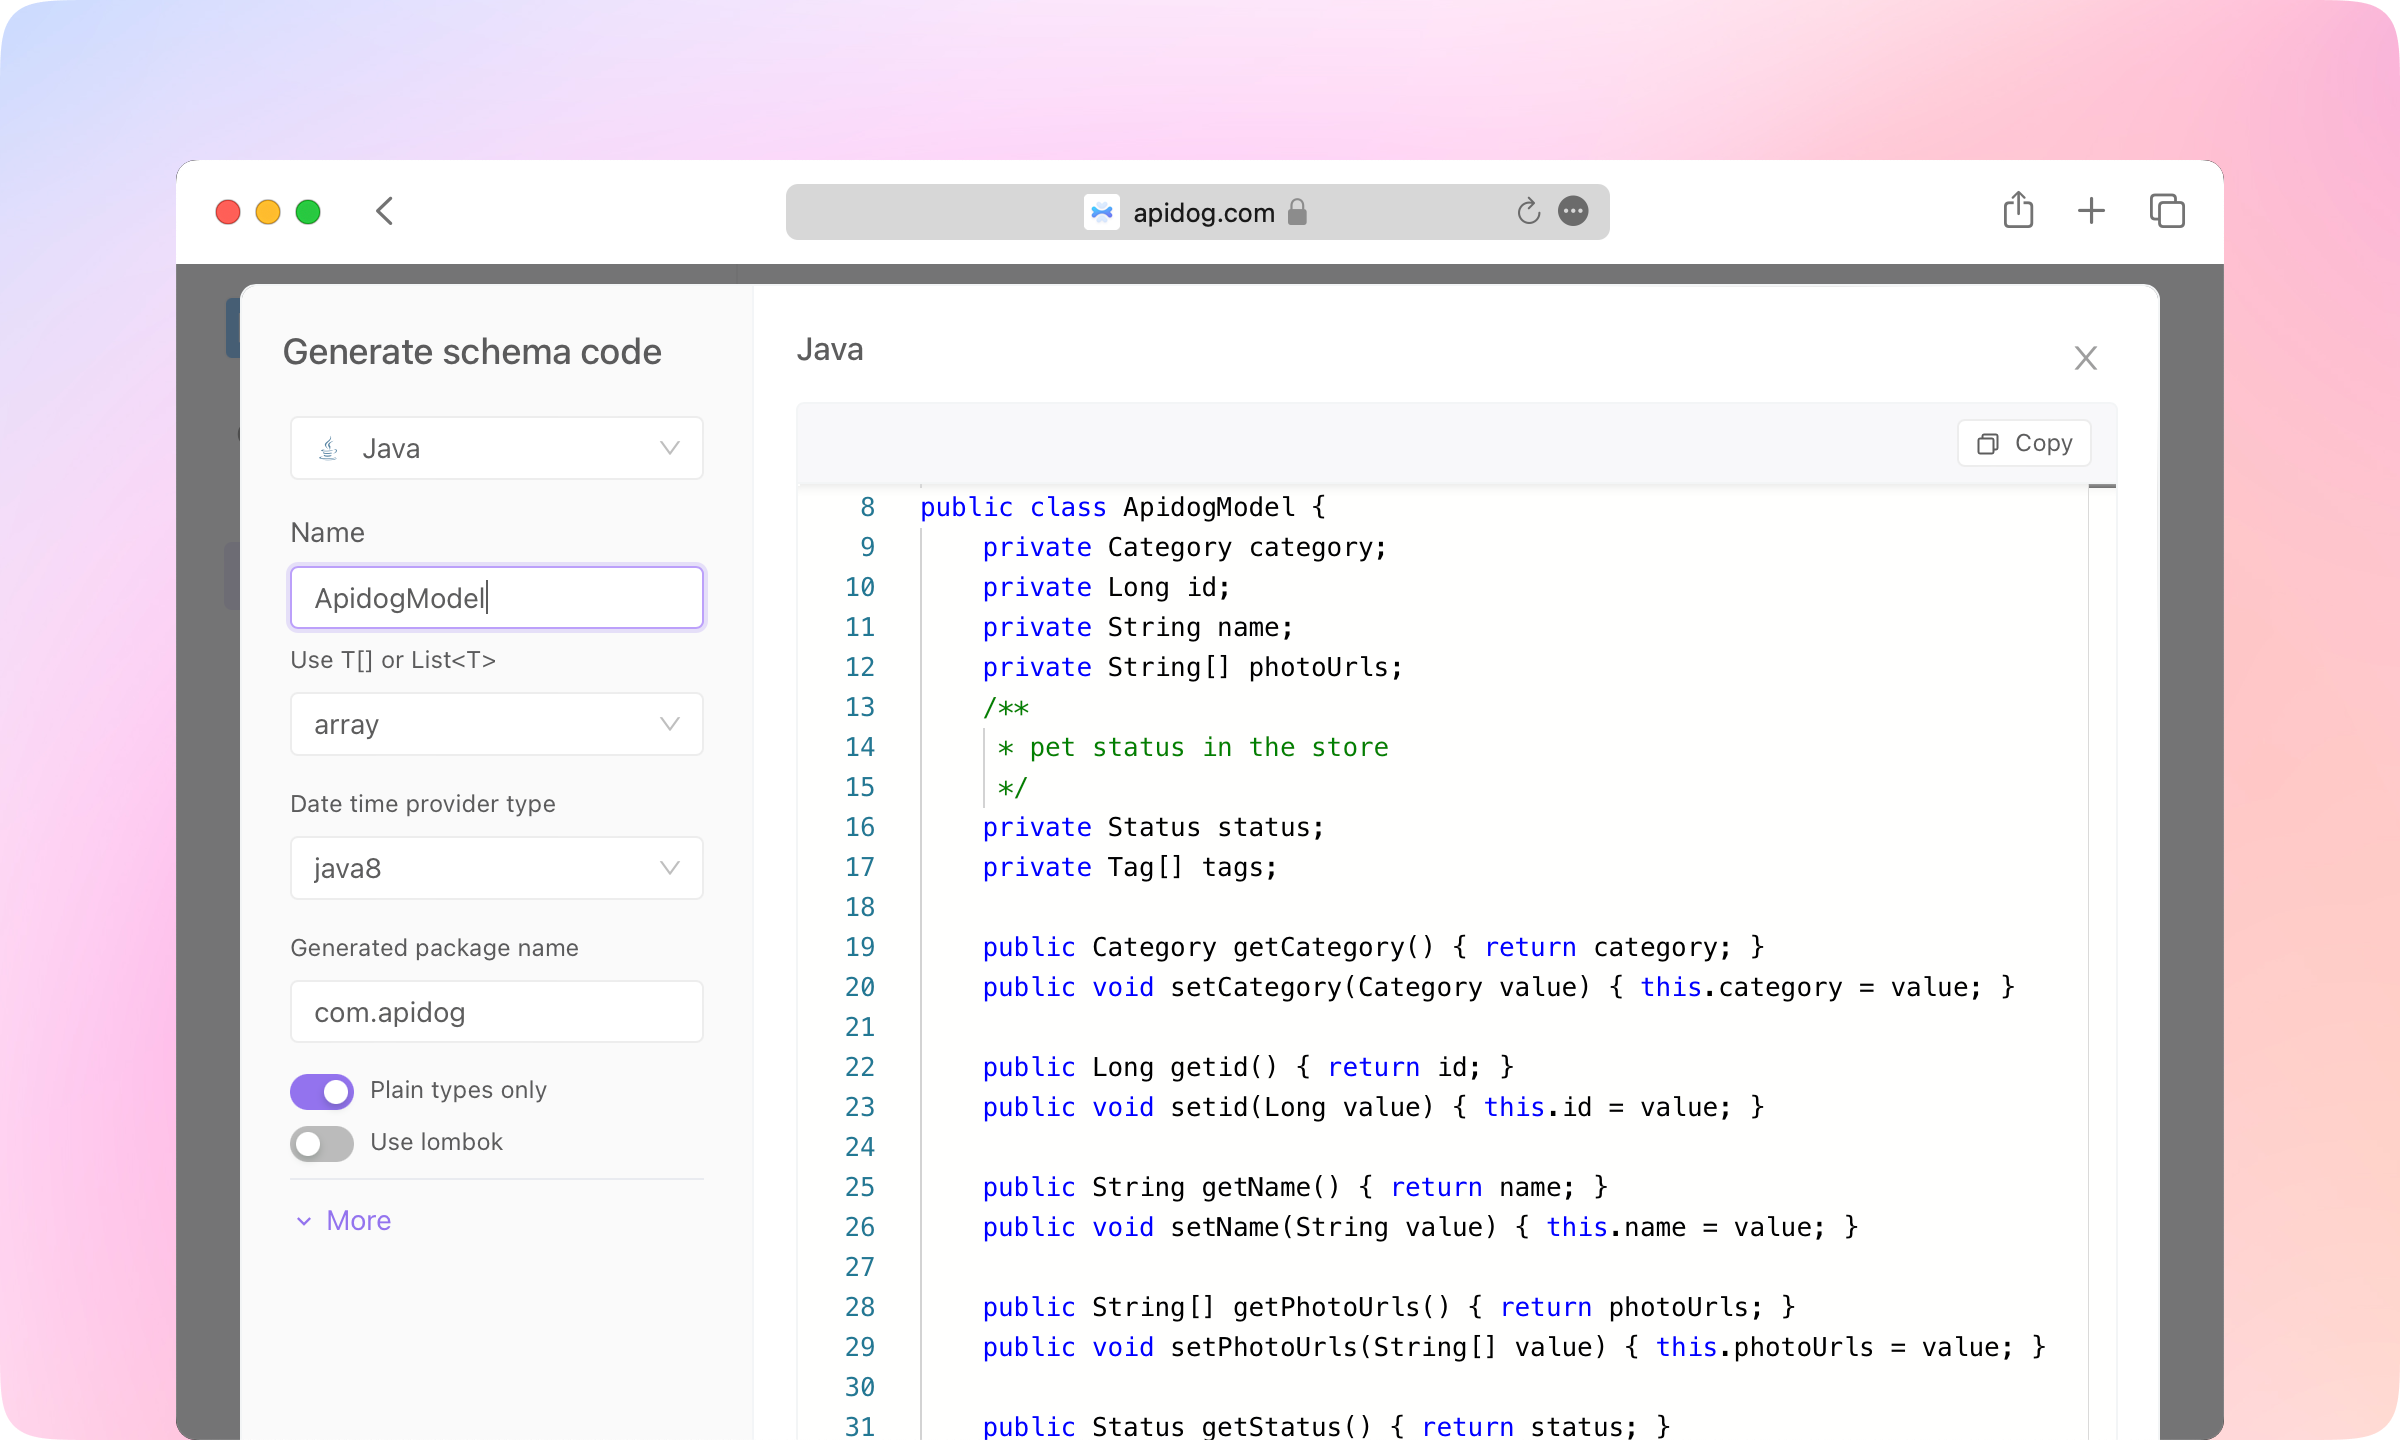 apidog.com
Generate schema code
Java
Name
ApidogModel
Use T[] or List<T>
array
Date time provider type
java8
Generated package name
com.apidog
Plain types only
Use lombok
More
Java
X
Copy
8 public class ApidogModel {
9 private Category category;
10 private Long id;
11 private String name;
12 private String[] photoUrls;
13 /**
14 * pet status in the store
15 */
16 private Status status;
17 private Tag[] tags;
18
19 public Category getCategory() { return category; }
20 public void setCategory(Category value) { this.category = value; }
21
22 public Long getid() { return id; }
23 public void setid(Long value) { this.id = value; }
24
25 public String getName() { return name; }
26 public void setName(String value) { this.name = value; }
27
28 public String[] getPhotoUrls() { return photoUrls; }
29 public void setPhotoUrls(String[] value) { this.photoUrls = value; }
30
31 public Status getStatus() { return status; }